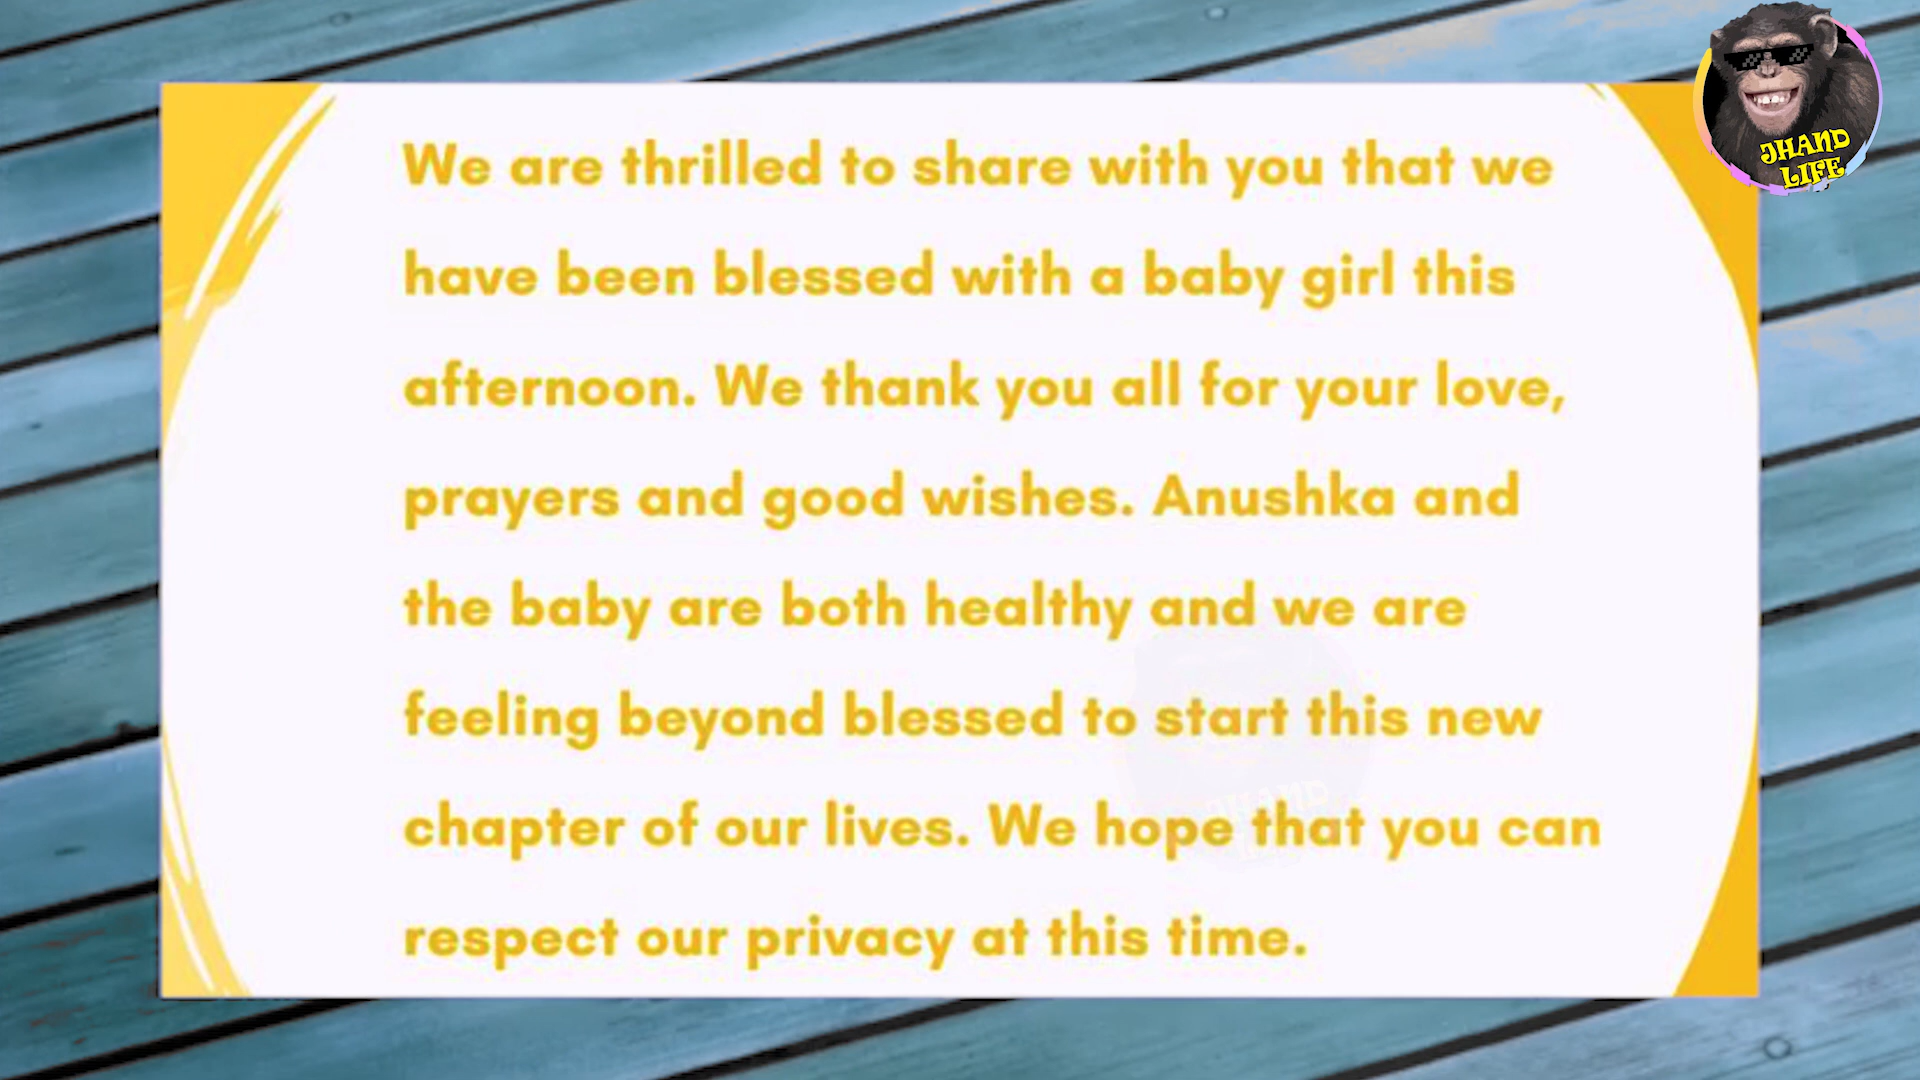 We are thrilled to share with you that we
have been blessed with a baby girl this
afternoon. We thank you all for your love,
prayers and good wishes. Anushka and
the baby are both healthy and we are
feeling beyond blessed to start this new
chapter of our lives. We hope that you can
respect our privacy at this time.
JHAND
LIFE